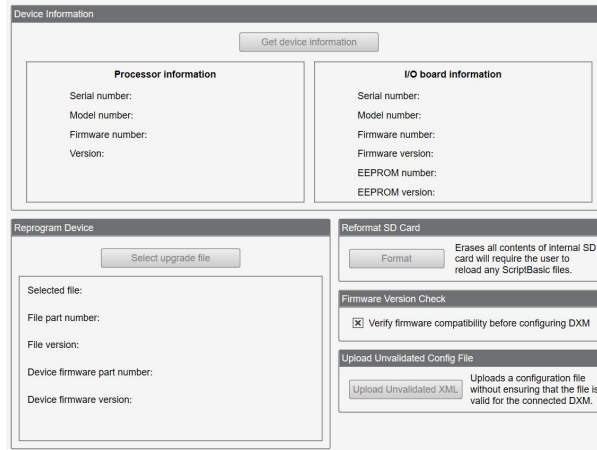 Device Information
Get device information
Processor information
Serial number:
Model number:
Firmware number:
Version:
I/O board information
Serial number:
Model number:
Firmware number:
Firmware version:
EEPROM number:
EEPROM version:
Reprogram Device
Select upgrade file
Selected file:
File part number:
File version:
Device firmware part number:
Device firmware version:
Reformat SD Card
Format
Erases all contents of internal SD
card will require the user to
reload any ScriptBasic files.
Firmware Version Check
Verify firmware compatibility before configuring DXM
Upload Unvalidated Config File
Upload Unvalidated XML
Uploads a configuration file
without ensuring that the file is
valid for the connected DXM.